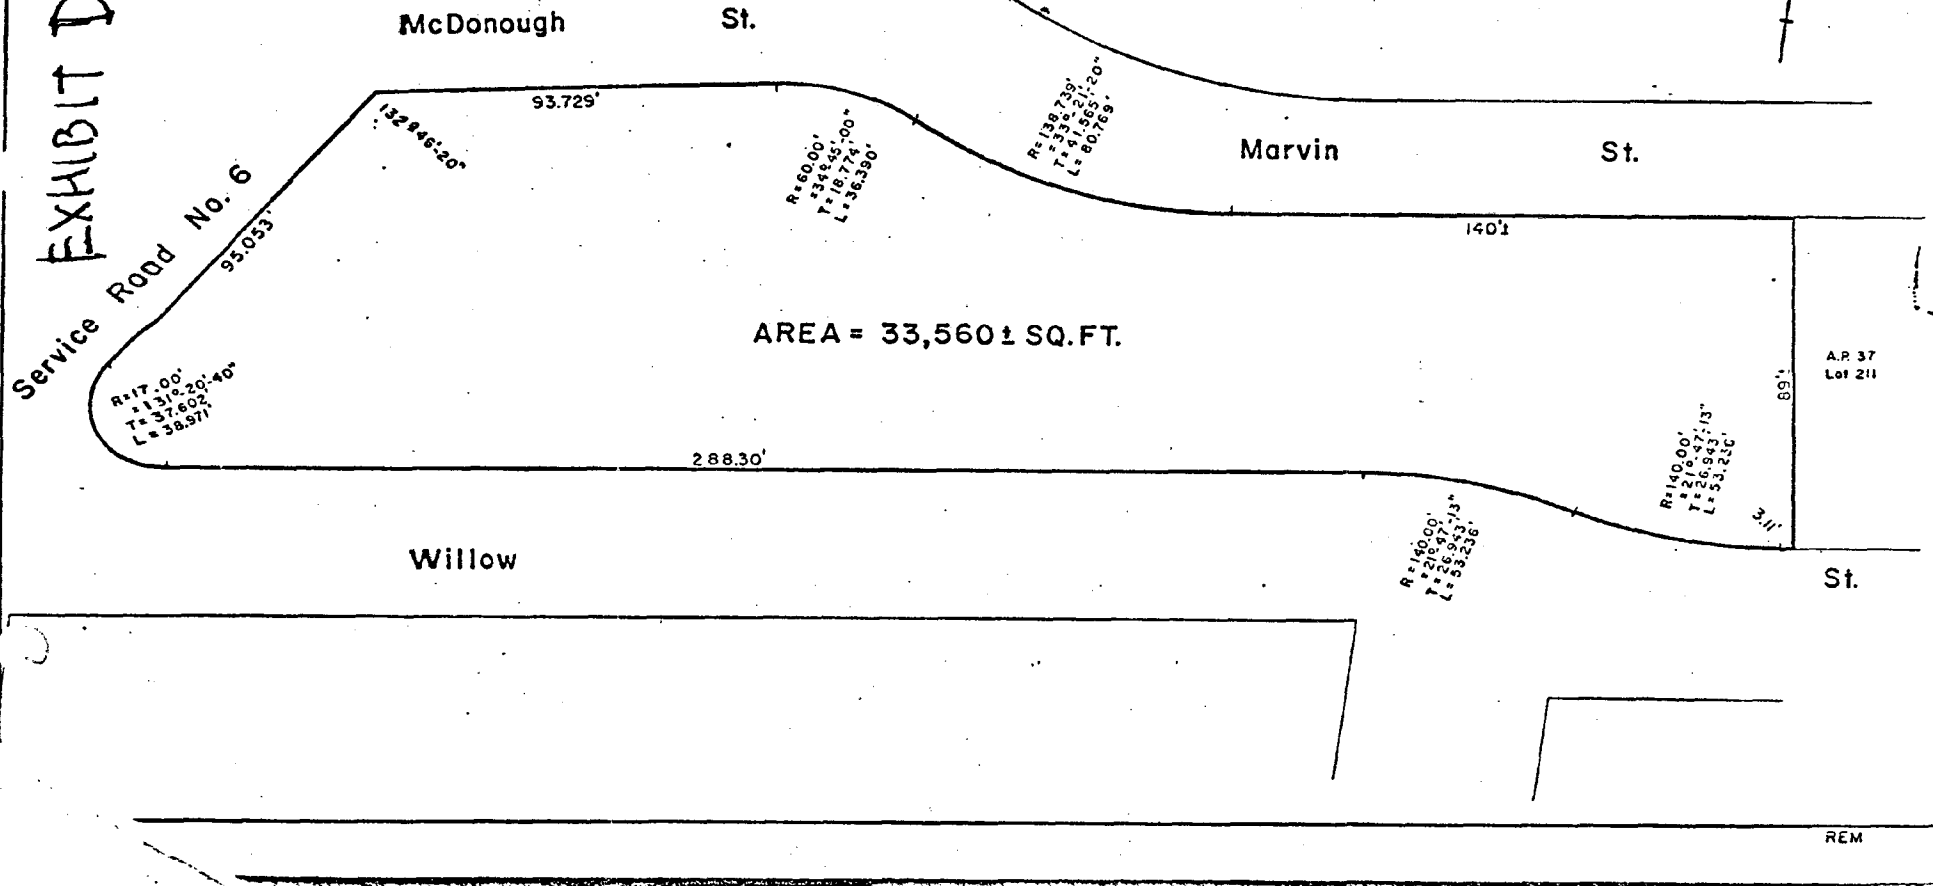 EXHIBIT D
McDonough St.
93.729'
132°46'-20"
Service Road No. 6
95.053'
R=60.00'
=34°45'-00"
T=18.774'
L=36.390'
R=138.739'
=33°-21'-20"
T=41.565'
L=80.769'
Marvin St.
140'±
AREA = 33,560± SQ.FT.
A.P. 37
Lot 211
89'±
R=17.00'
=131°-20'-40"
T=37.602'
L=38.971'
288.30'
R=140.00'
=21°-47'-13"
T=26.943'
L=53.236'
R=140.00'
=21°-47'-13"
T=26.943'
L=53.236'
3.11'
Willow St.
REM